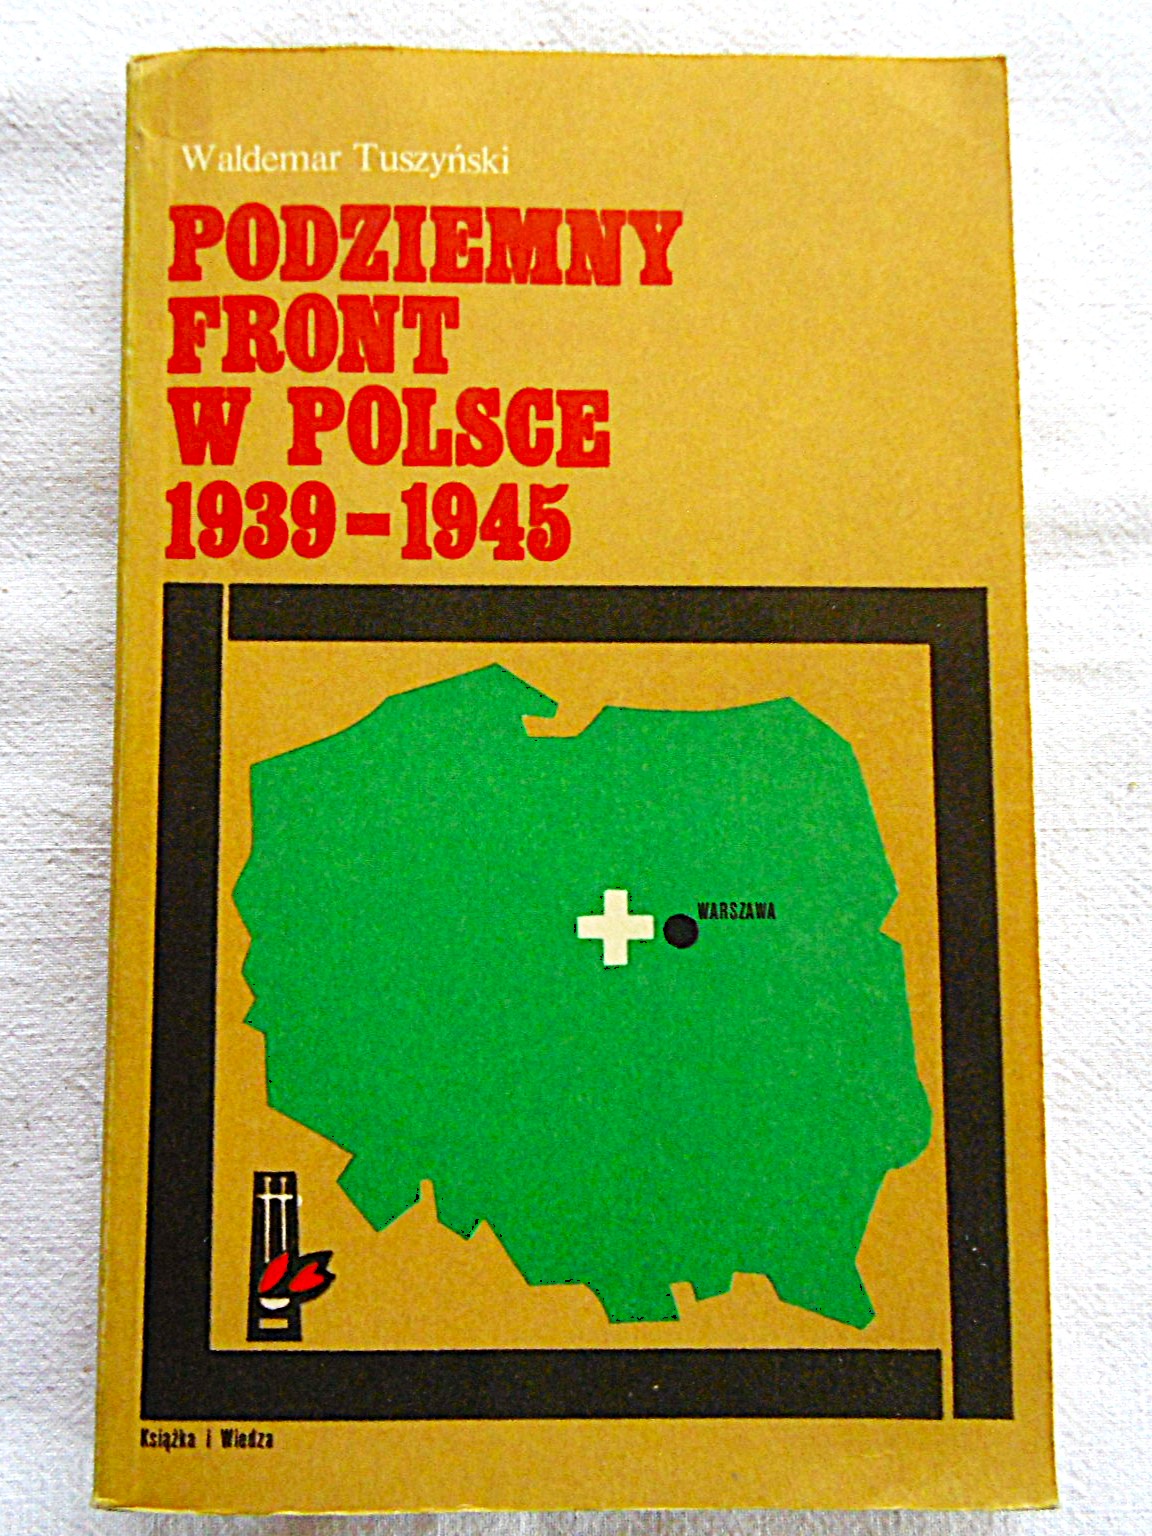 Waldemar Tuszyński
PODZIEMNY
FRONT
W POLSCE
1939-1945
WARSZAWA
Książka i Wiedza